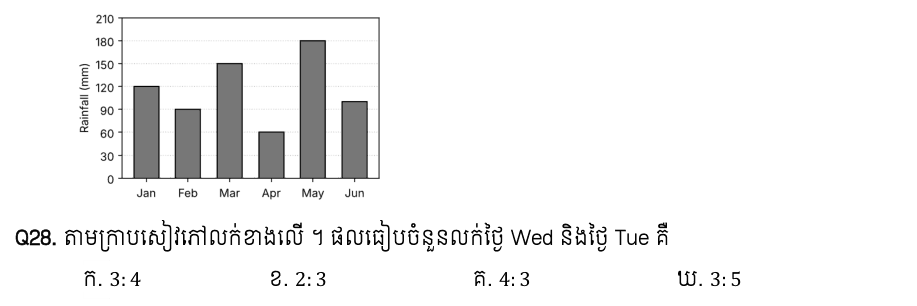 210
180
150
120
90
60
30
0
Rainfall (mm)
Jan Feb Mar Apr May Jun
Q28. តាមក្រាបសៀវភៅលក់ខាងលើ ។ ផលធៀបចំនួនលក់ថ្ងៃ Wed និងថ្ងៃ Tue គឺ
ក. 3:4 ខ. 2:3 គ. 4:3 ឃ. 3:5